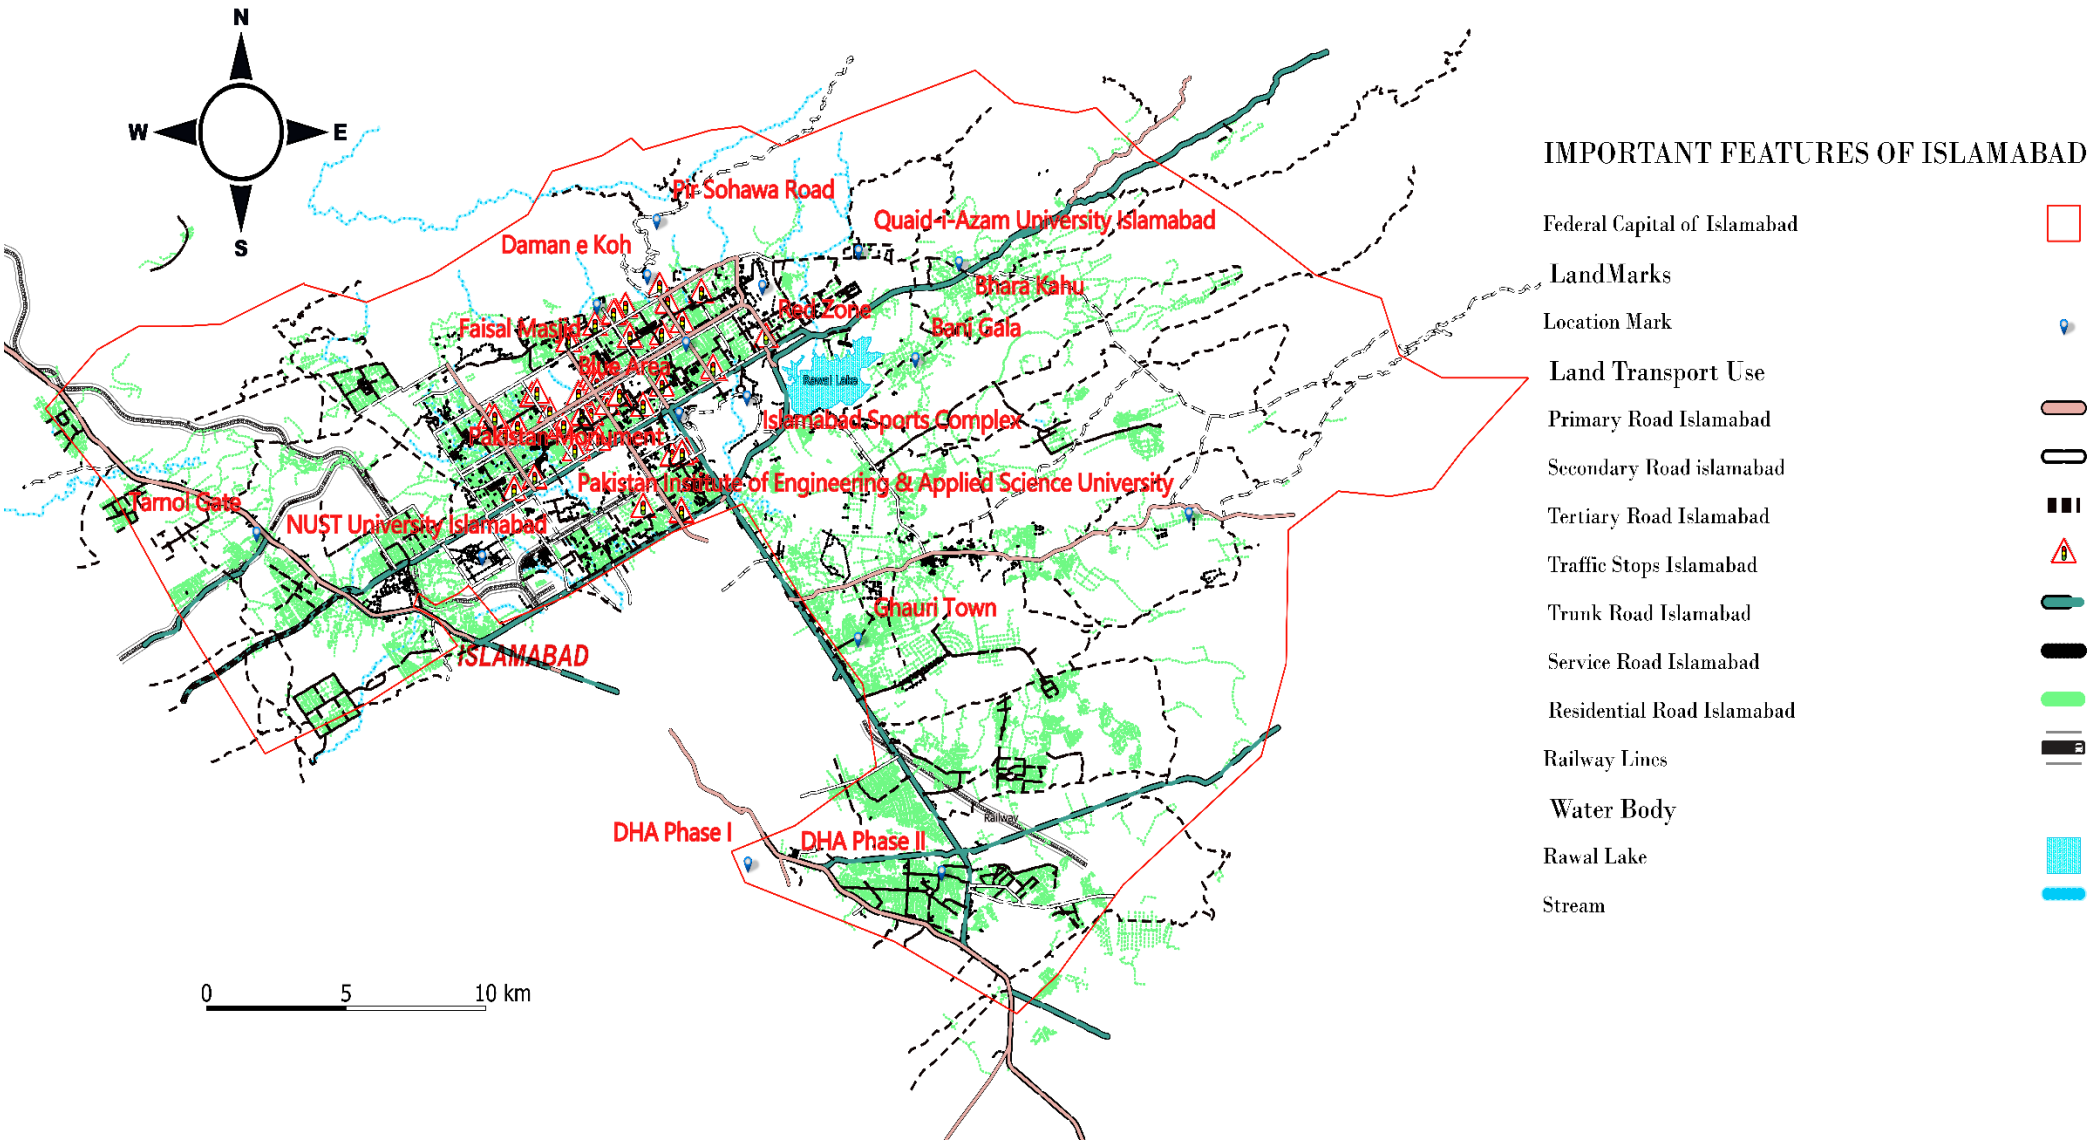 N
W E
S
Pir Sohawa Road
Quaid-i-Azam University Islamabad
Daman e Koh
Bhara Kahu
Red Zone
Faisal Masjid
Bani Gala
Blue Area
Rawal Lake
Islamabad Sports Complex
Pakistan Monument
Pakistan Institute of Engineering & Applied Science University
Tarnol Gate
NUST University Islamabad
Ghauri Town
ISLAMABAD
Railway
DHA Phase I
DHA Phase II
0 5 10 km
IMPORTANT FEATURES OF ISLAMABAD
Federal Capital of Islamabad
LandMarks
Location Mark
Land Transport Use
Primary Road Islamabad
Secondary Road islamabad
Tertiary Road Islamabad
Traffic Stops Islamabad
Trunk Road Islamabad
Service Road Islamabad
Residential Road Islamabad
Railway Lines
Water Body
Rawal Lake
Stream